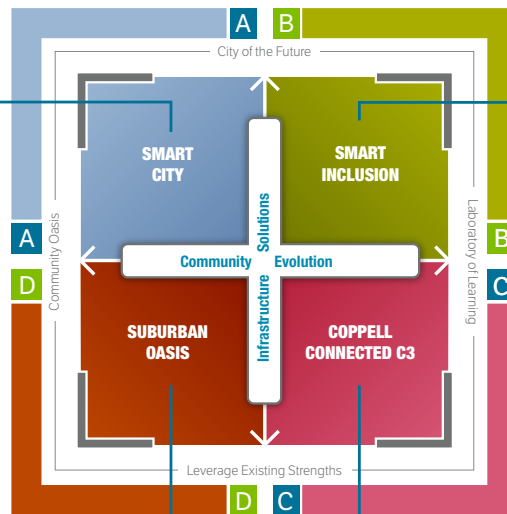 A
B
City of the Future
SMART
CITY
SMART
INCLUSION
Community Oasis
Laboratory of Learning
A
B
Community Evolution
Infrastructure Solutions
D
C
SUBURBAN
OASIS
COPPELL
CONNECTED C3
Leverage Existing Strengths
D
C